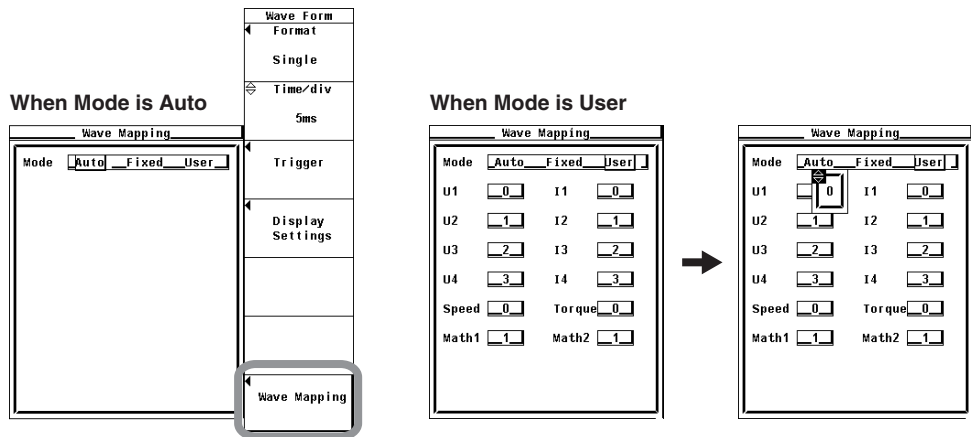 When Mode is Auto
Wave Mapping
Mode Auto Fixed User
Wave Form
Format
Single
Time/div
5ms
Trigger
Display
Settings
Wave Mapping
When Mode is User
Wave Mapping
Mode Auto Fixed User
U1 0 I1 0
U2 1 I2 1
U3 2 I3 2
U4 3 I4 3
Speed 0 Torque 0
Math1 1 Math2 1
Wave Mapping
Mode Auto Fixed User
U1 0 I1 0
U2 1 I2 1
U3 2 I3 2
U4 3 I4 3
Speed 0 Torque 0
Math1 1 Math2 1